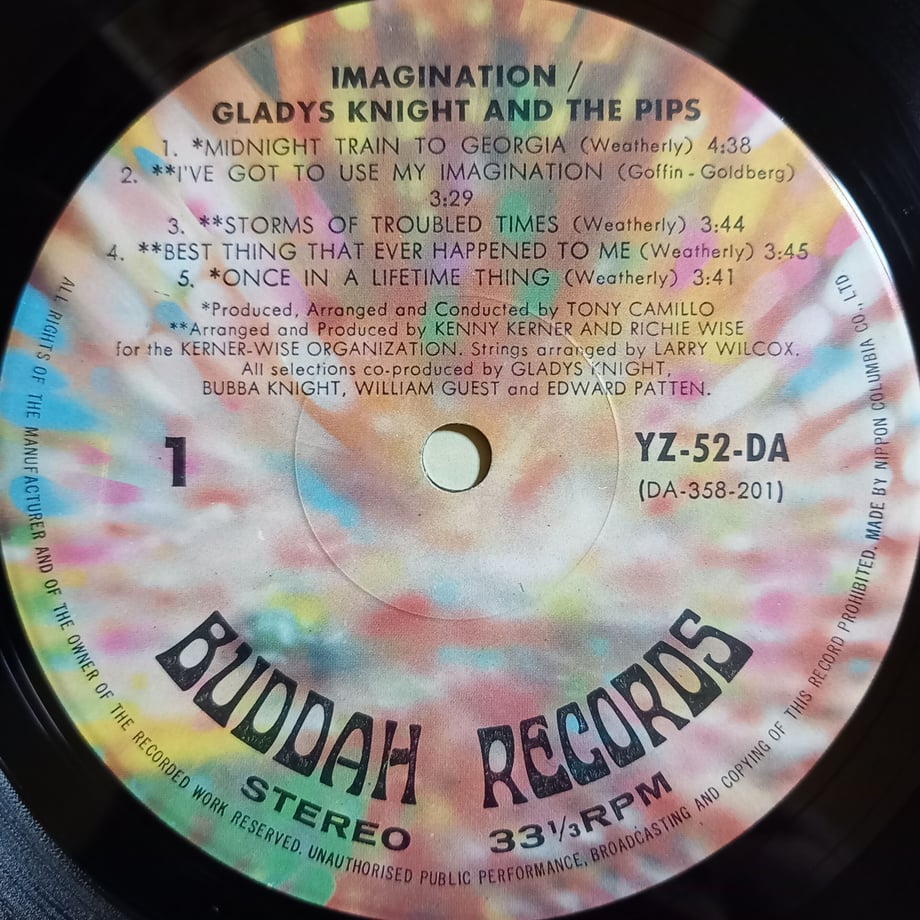 IMAGINATION /
GLADYS KNIGHT AND THE PIPS
1. *MIDNIGHT TRAIN TO GEORGIA (Weatherly) 4:38
2. **I'VE GOT TO USE MY IMAGINATION (Goffin - Goldberg)
3:29
3. **STORMS OF TROUBLED TIMES (Weatherly) 3:44
4. **BEST THING THAT EVER HAPPENED TO ME (Weatherly) 3:45
5. *ONCE IN A LIFETIME THING (Weatherly) 3:41
*Produced, Arranged and Conducted by TONY CAMILLO
**Arranged and Produced by KENNY KERNER AND RICHIE WISE
for the KERNER-WISE ORGANIZATION. Strings arranged by LARRY WILCOX.
All selections co-produced by GLADYS KNIGHT,
BUBBA KNIGHT, WILLIAM GUEST and EDWARD PATTEN.
1
YZ-52-DA
(DA-358-201)
BUDDAH RECORDS
STEREO 33⅓RPM
ALL RIGHTS OF THE MANUFACTURER AND OF THE OWNER OF THE RECORDED WORK RESERVED. UNAUTHORISED PUBLIC PERFORMANCE, BROADCASTING AND COPYING OF THIS RECORD PROHIBITED. MADE BY NIPPON COLUMBIA CO., LTD